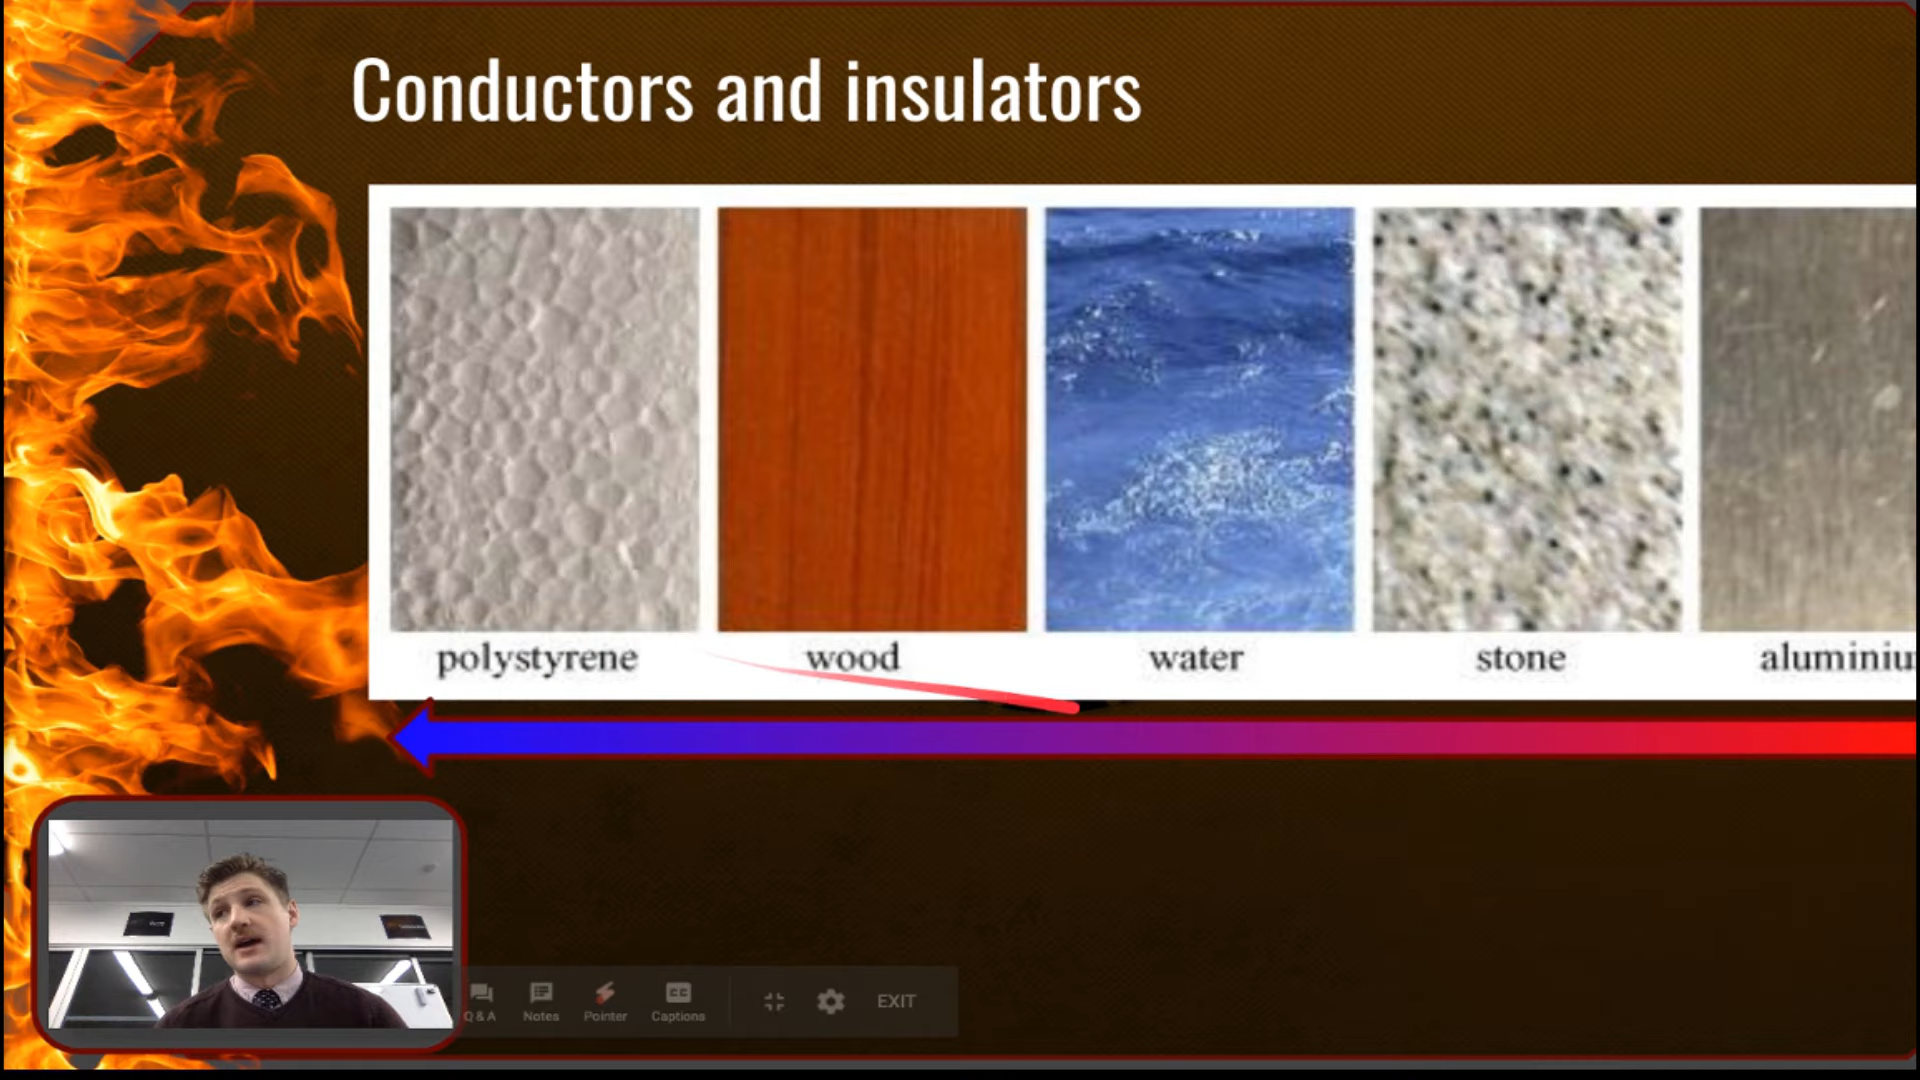 Conductors and insulators
polystyrene wood water stone aluminiu
Q & A Notes Pointer Captions EXIT